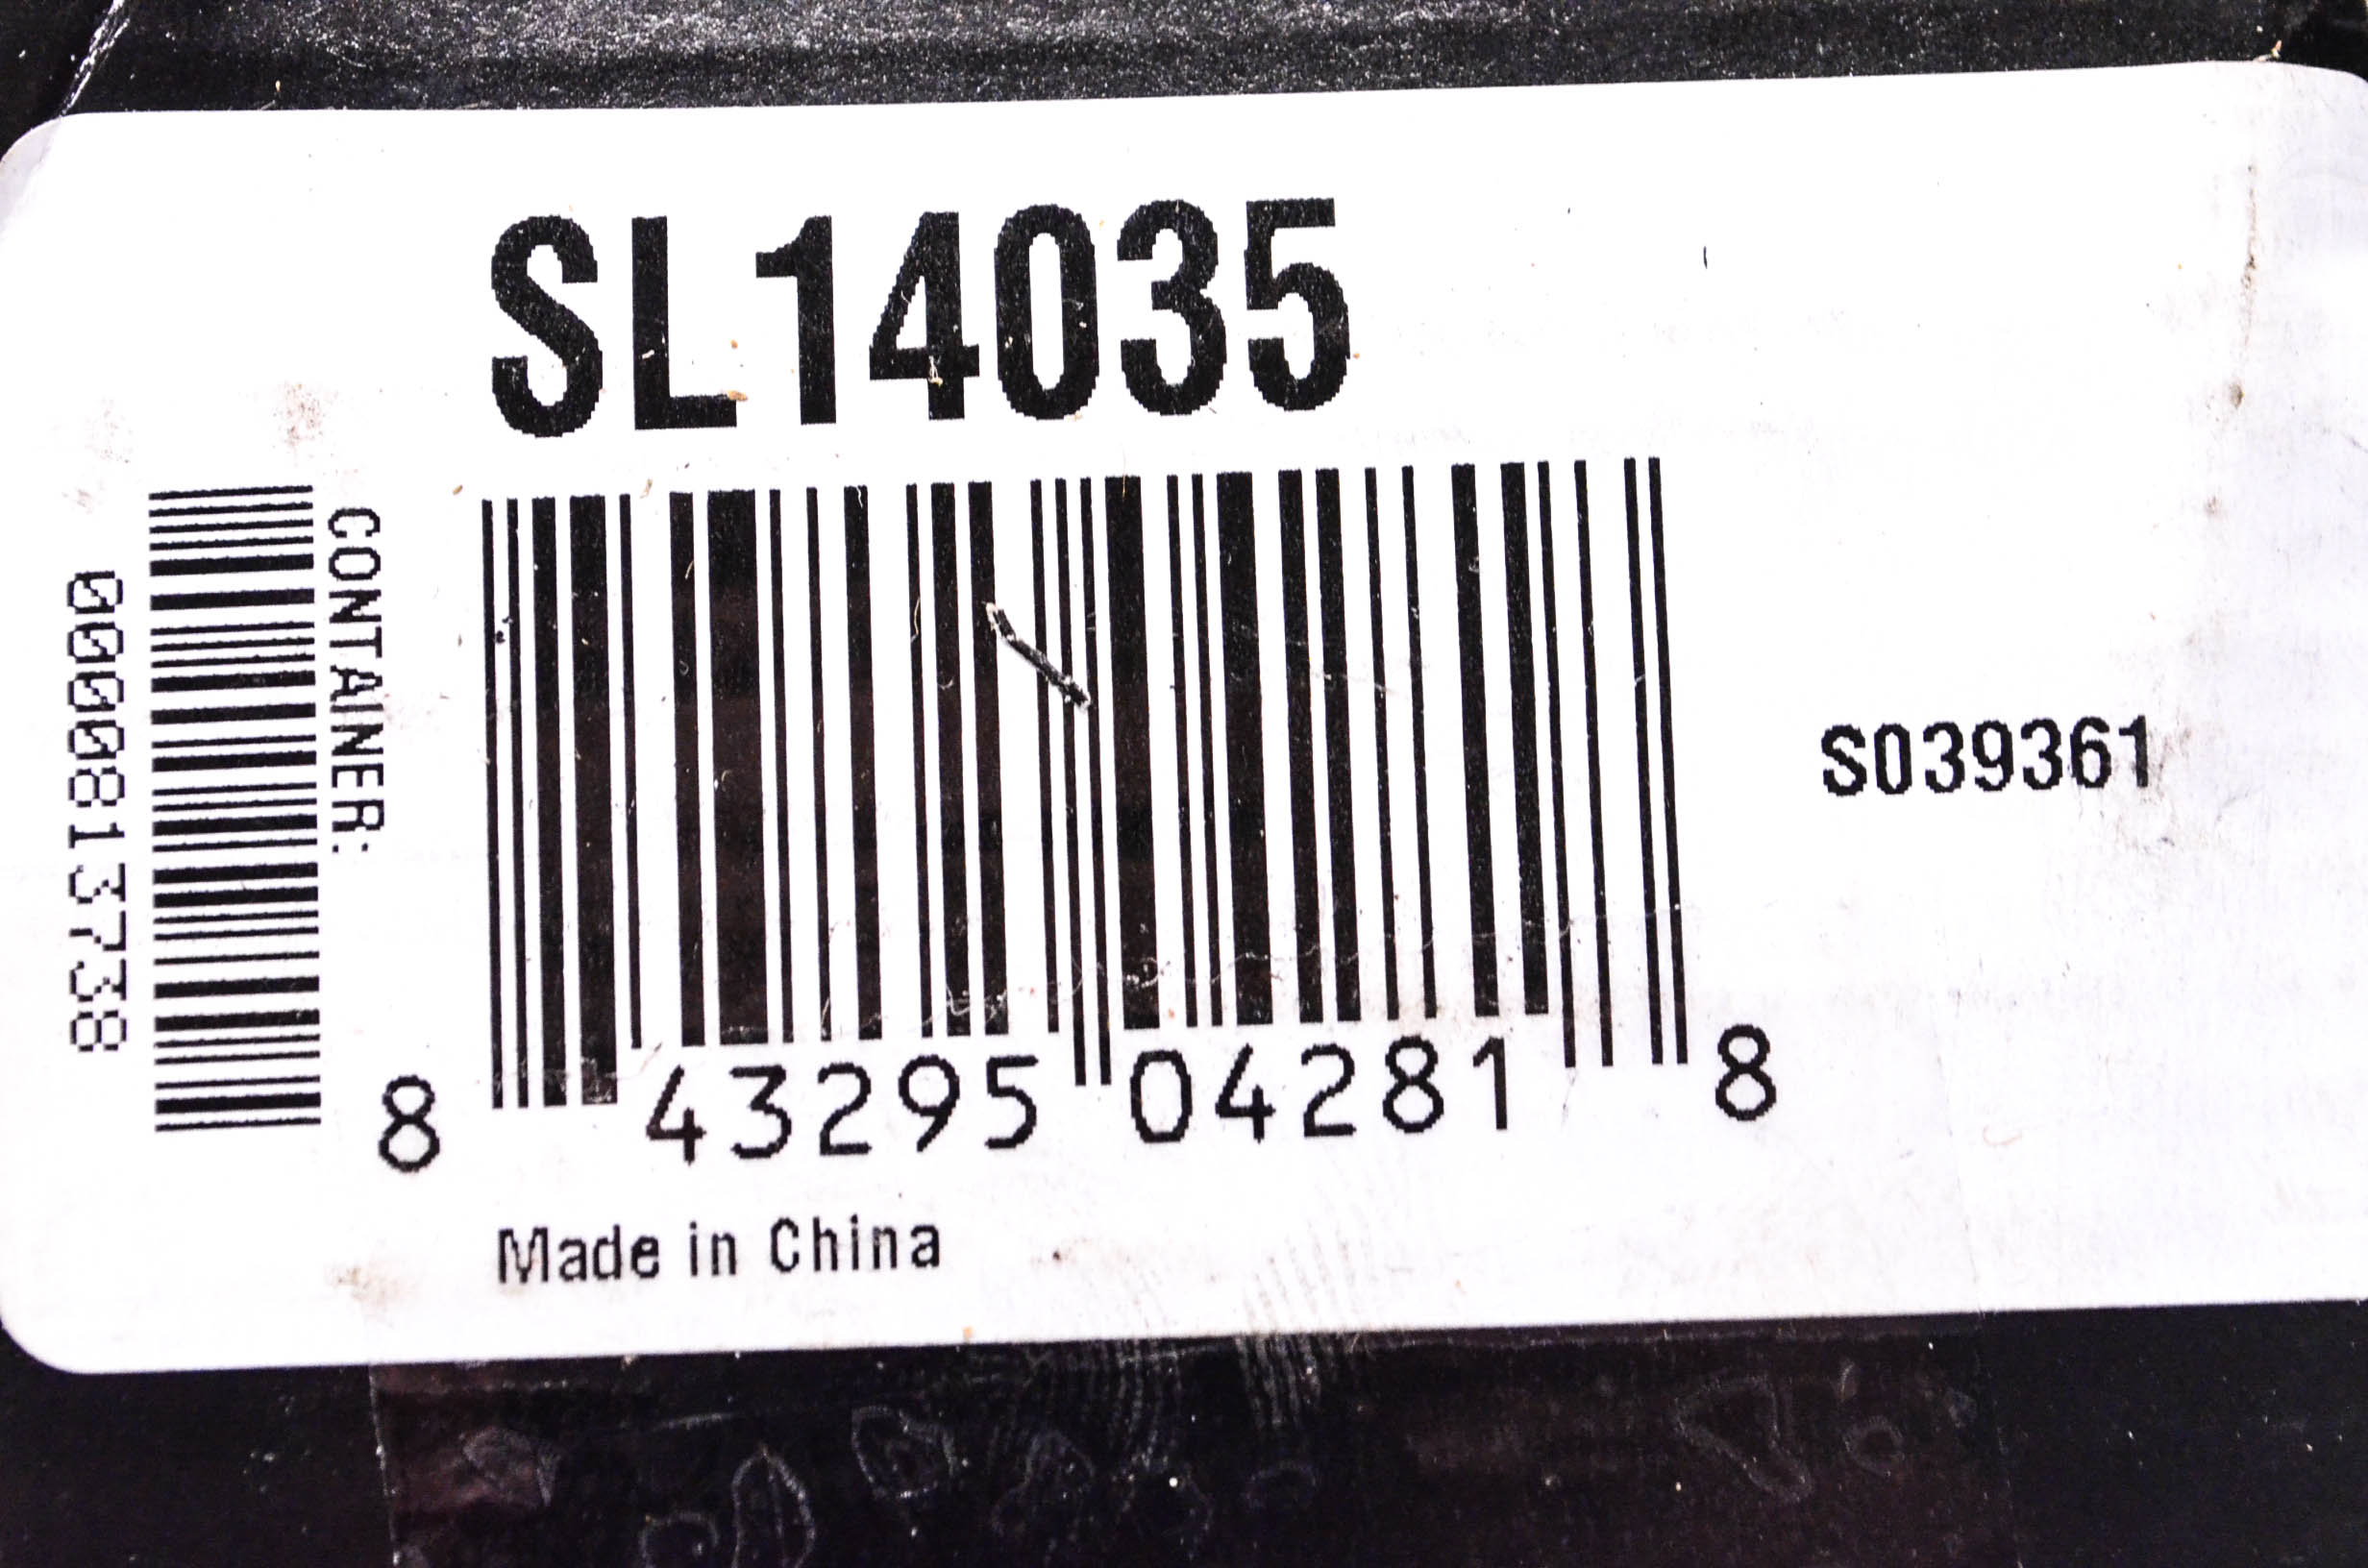 SL14035
CONTAINER:
0000813738
S039361
8 43295 04281 8
Made in China